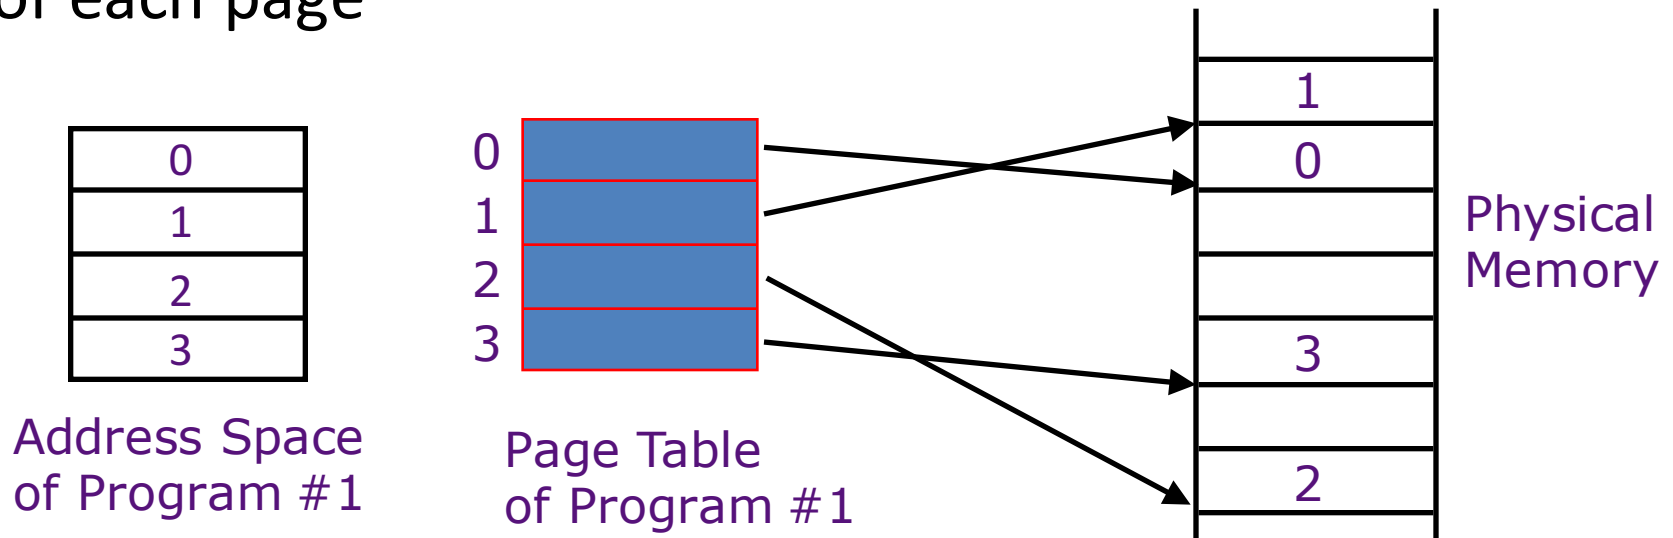 of each page
0
1
2
3
Address Space
of Program #1
0
1
2
3
Page Table
of Program #1
1
0
3
2
Physical
Memory